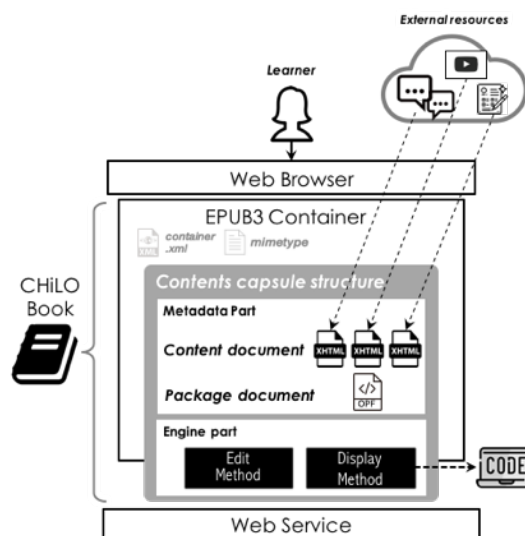 External resources
Learner
Web Browser
EPUB3 Container
container
.xml
mimetype
XML
CHiLO
Book
Contents capsule structure
Metadata Part
Content document
XHTML
XHTML
XHTML
Package document
</>
OPF
Engine part
Edit
Method
Display
Method
CODE
Web Service